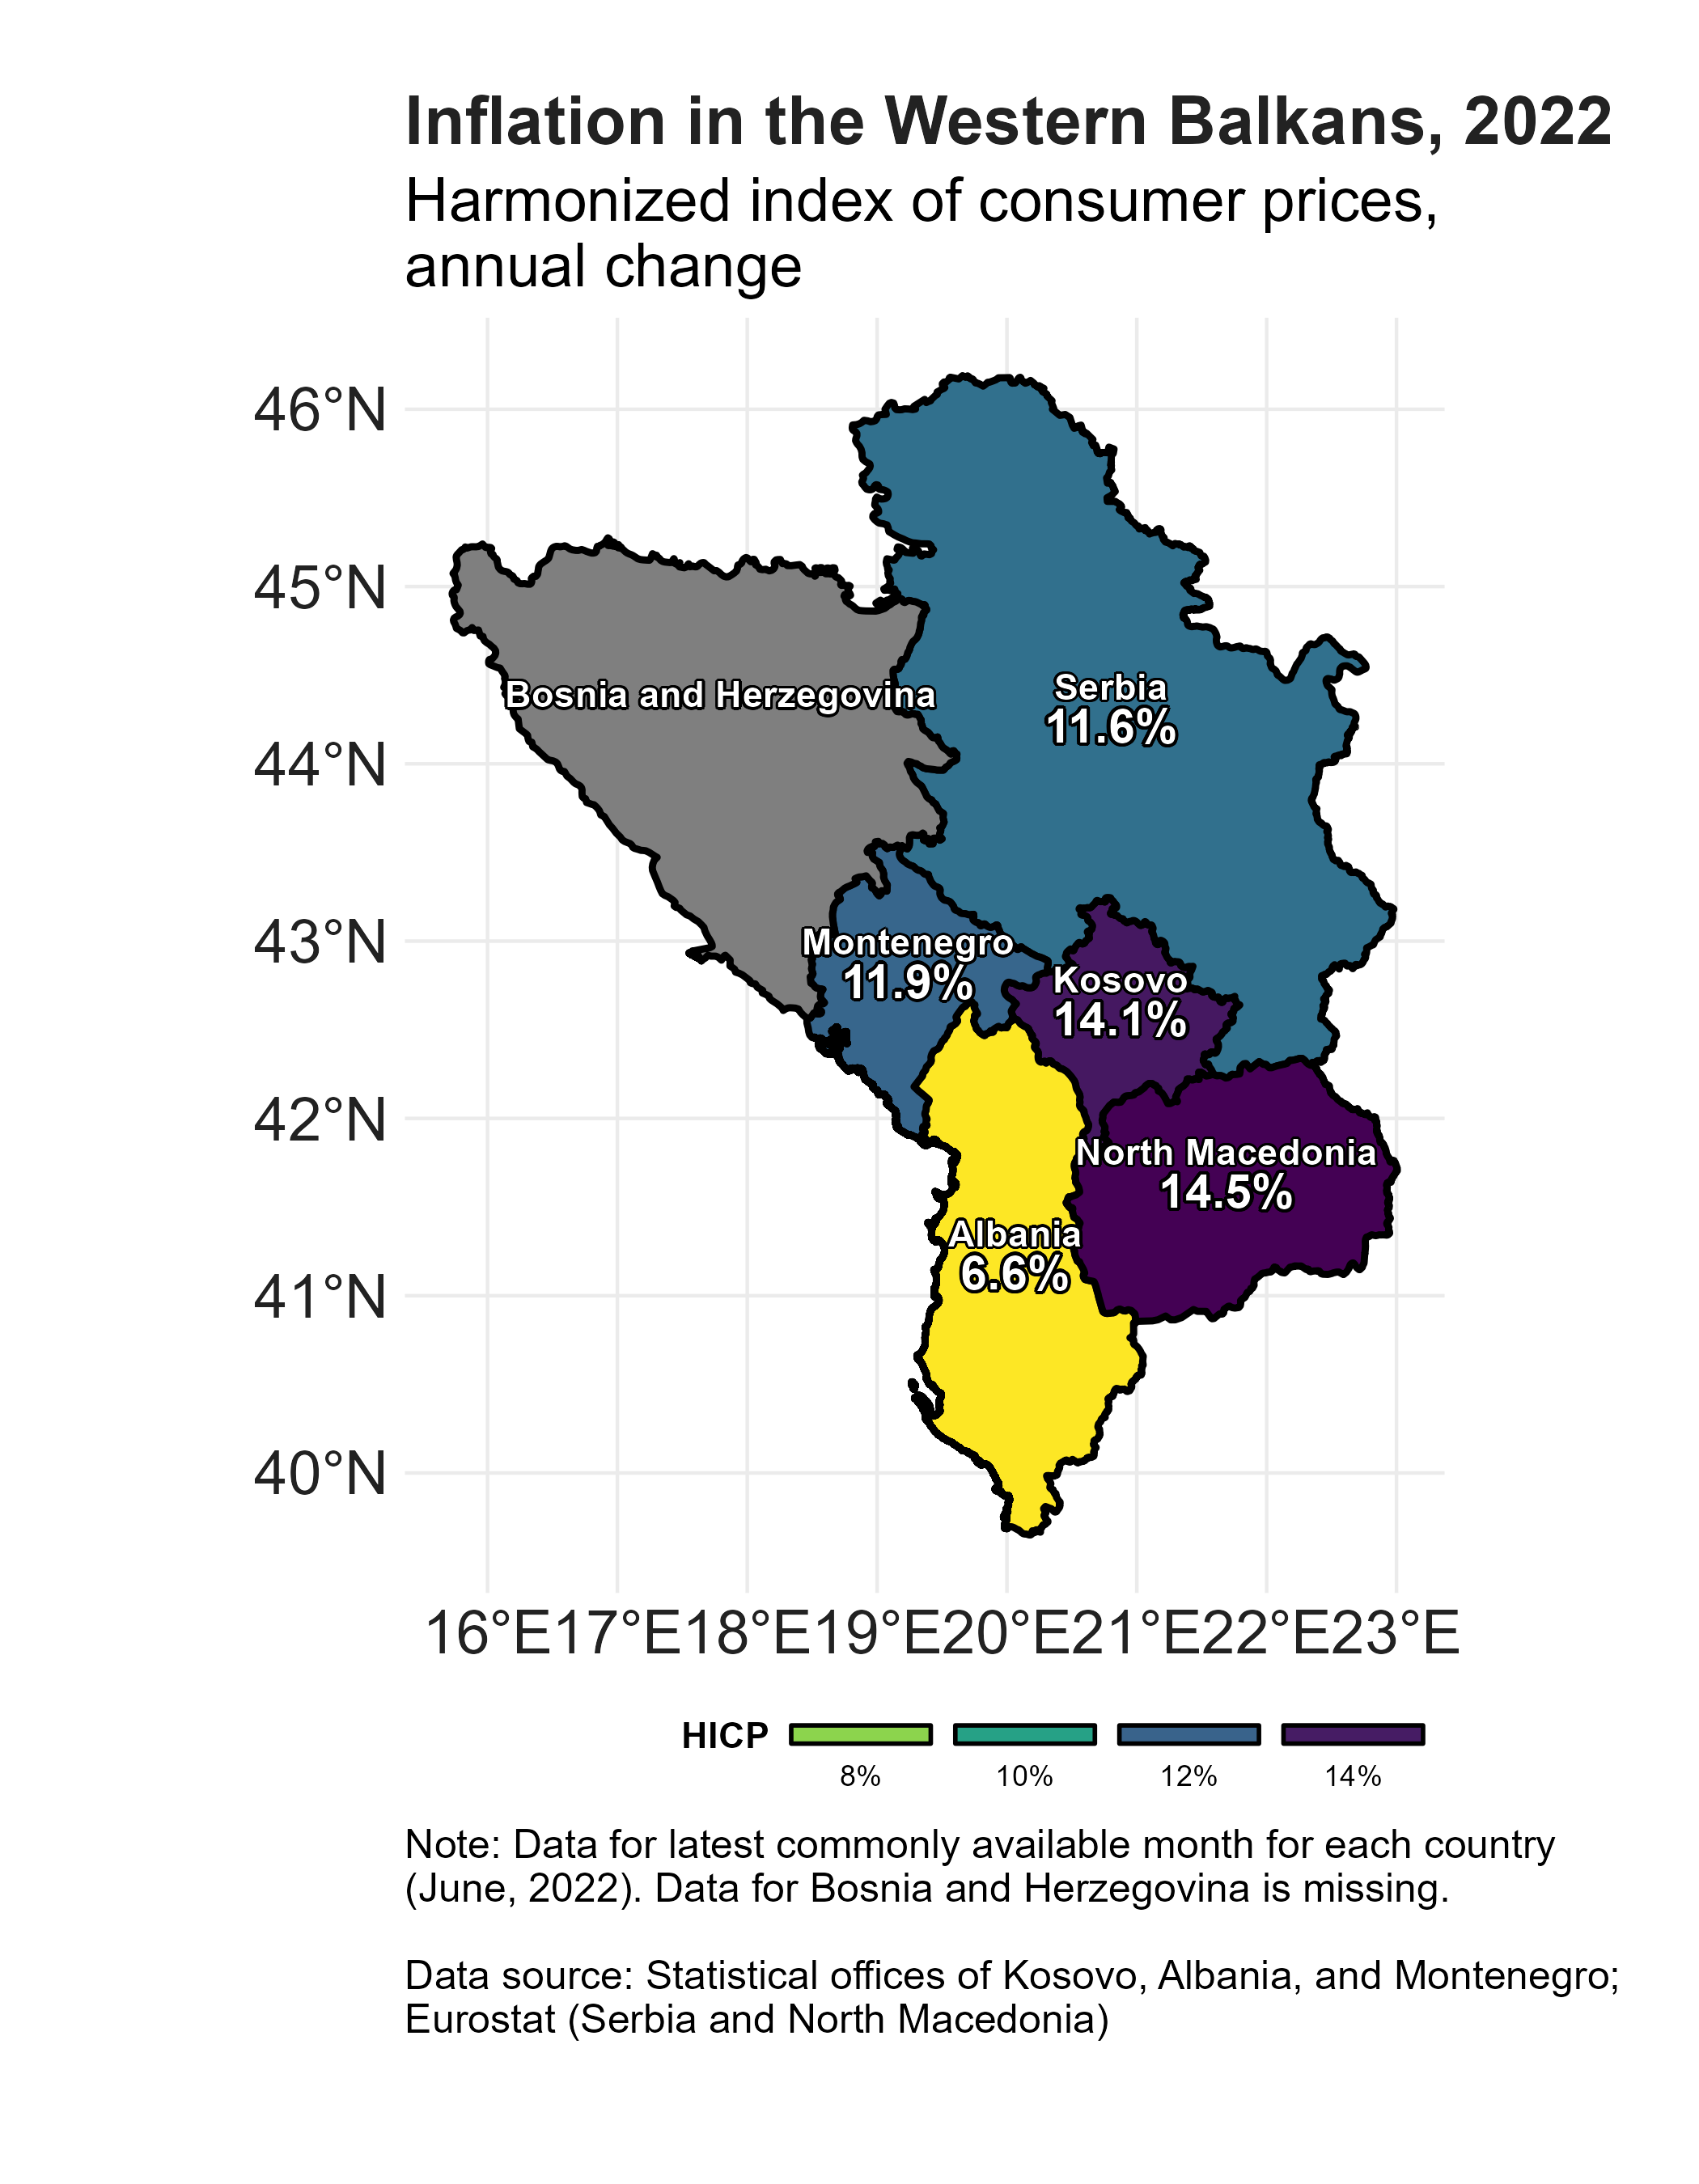 Inflation in the Western Balkans, 2022
Harmonized index of consumer prices,
annual change
46°N
45°N
44°N
43°N
42°N
41°N
40°N
Bosnia and Herzegovina
Serbia
11.6%
Montenegro
11.9%
Kosovo
14.1%
North Macedonia
14.5%
Albania
6.6%
16°E 17°E 18°E 19°E 20°E 21°E 22°E 23°E
HICP
8% 10% 12% 14%
Note: Data for latest commonly available month for each country
(June, 2022). Data for Bosnia and Herzegovina is missing.
Data source: Statistical offices of Kosovo, Albania, and Montenegro;
Eurostat (Serbia and North Macedonia)